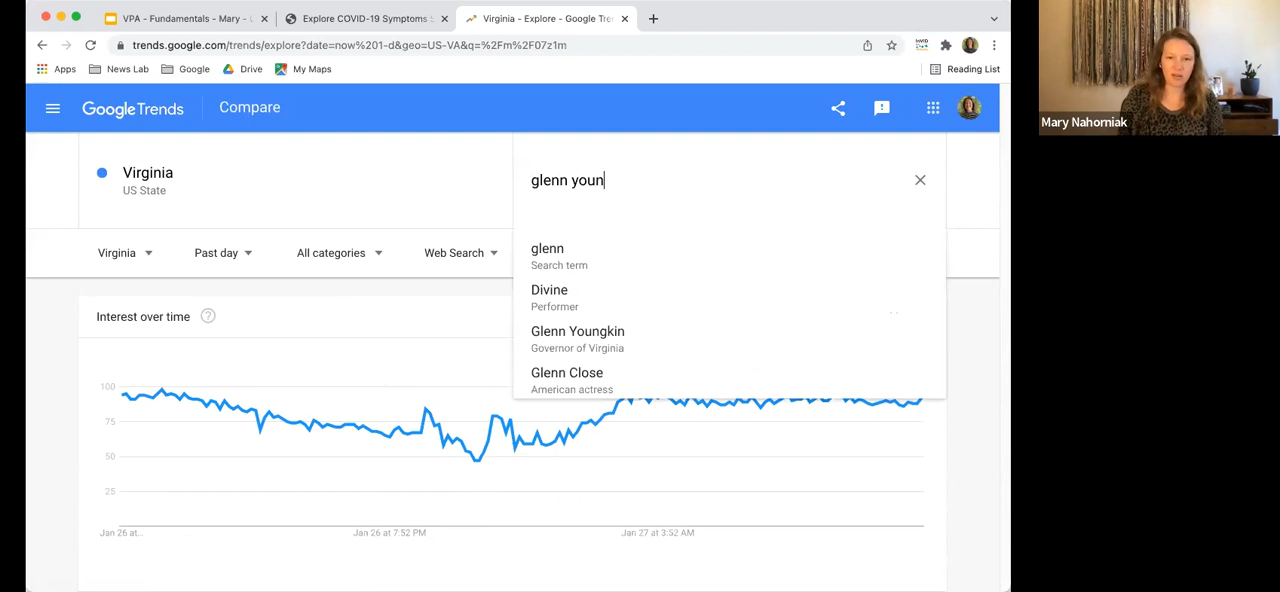 VPA - Fundamentals - Mary -
Explore COVID-19 Symptoms
Virginia - Explore - Google Tre
trends.google.com/trends/explore?date=now%201-d&geo=US-VA&q=%2Fm%2F07z1m
Apps News Lab Google Drive My Maps Reading List
Google Trends Compare
Mary Nahorniak
Virginia
US State
glenn youn
Virginia Past day All categories Web Search
glenn
Search term
Divine
Performer
Glenn Youngkin
Governor of Virginia
Glenn Close
American actress
Interest over time
100
75
50
25
Jan 26 at... Jan 26 at 7:52 PM Jan 27 at 3:52 AM